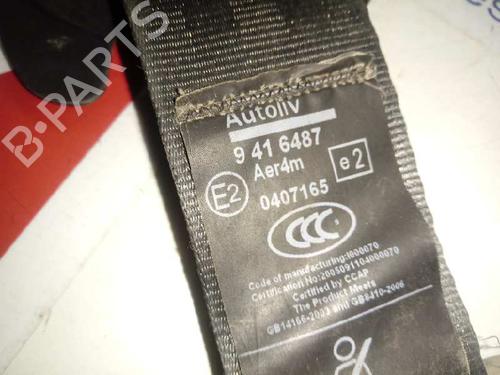 B-PARTS
Autoliv
9 41 6487
Aer4m
E2
e2
0407165
CCC
Code of manufacturing:I600070
Certification No:2005091104000070
Certified by CCAP
The Product Meets
GB14166-2003 and GB8410-2006